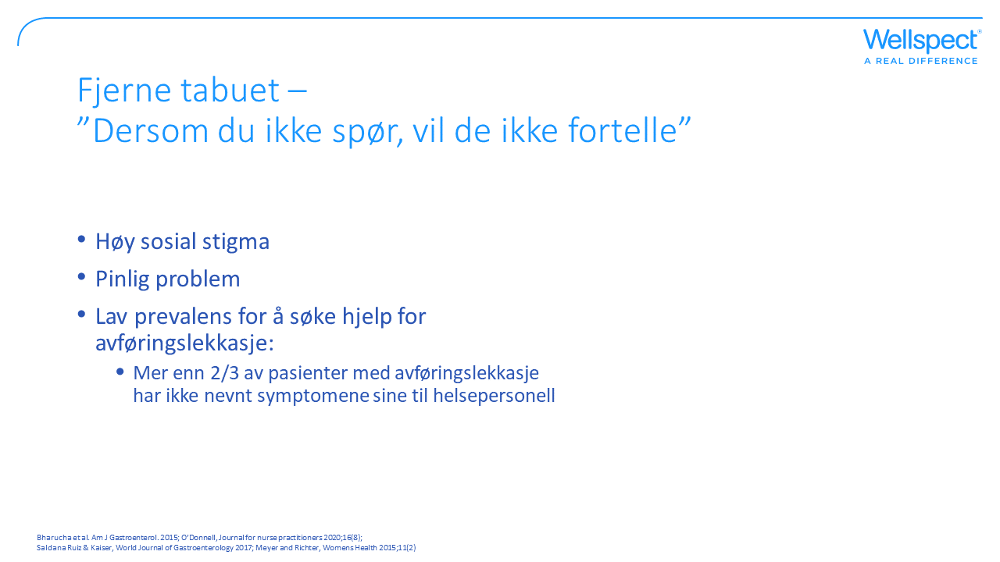 Wellspect®
A REAL DIFFERENCE
Fjerne tabuet –
”Dersom du ikke spør, vil de ikke fortelle”
• Høy sosial stigma
• Pinlig problem
• Lav prevalens for å søke hjelp for
avføringslekkasje:
• Mer enn 2/3 av pasienter med avføringslekkasje
har ikke nevnt symptomene sine til helsepersonell
Bharucha et al. Am J Gastroenterol. 2015; O’Donnell, Journal for nurse practitioners 2020;16(8);
Saldana Ruiz & Kaiser, World Journal of Gastroenterology 2017; Meyer and Richter, Womens Health 2015;11(2)